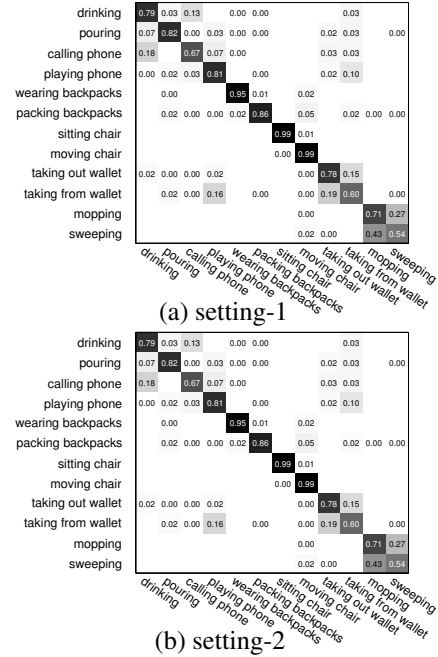 drinking 0.79 0.03 0.13 0.00 0.00 0.03
pouring 0.07 0.82 0.00 0.03 0.00 0.00 0.02 0.03 0.00
calling phone 0.18 0.67 0.07 0.00 0.03 0.03
playing phone 0.00 0.02 0.03 0.81 0.00 0.02 0.10
wearing backpacks 0.00 0.95 0.01 0.02
packing backpacks 0.02 0.00 0.00 0.02 0.86 0.05 0.02 0.00 0.00
sitting chair 0.99 0.01
moving chair 0.00 0.99
taking out wallet 0.02 0.00 0.00 0.02 0.00 0.78 0.15
taking from wallet 0.02 0.00 0.16 0.00 0.00 0.19 0.60 0.00
mopping 0.00 0.71 0.27
sweeping 0.02 0.00 0.43 0.54
drinking pouring calling phone playing phone wearing backpacks packing backpacks sitting chair moving chair taking out wallet taking from wallet mopping sweeping
(a) setting-1
drinking 0.79 0.03 0.13 0.00 0.00 0.03
pouring 0.07 0.82 0.00 0.03 0.00 0.00 0.02 0.03 0.00
calling phone 0.18 0.67 0.07 0.00 0.03 0.03
playing phone 0.00 0.02 0.03 0.81 0.00 0.02 0.10
wearing backpacks 0.00 0.95 0.01 0.02
packing backpacks 0.02 0.00 0.00 0.02 0.86 0.05 0.02 0.00 0.00
sitting chair 0.99 0.01
moving chair 0.00 0.99
taking out wallet 0.02 0.00 0.00 0.02 0.00 0.78 0.15
taking from wallet 0.02 0.00 0.16 0.00 0.00 0.19 0.60 0.00
mopping 0.00 0.71 0.27
sweeping 0.02 0.00 0.43 0.54
drinking pouring calling phone playing phone wearing backpacks packing backpacks sitting chair moving chair taking out wallet taking from wallet mopping sweeping
(b) setting-2